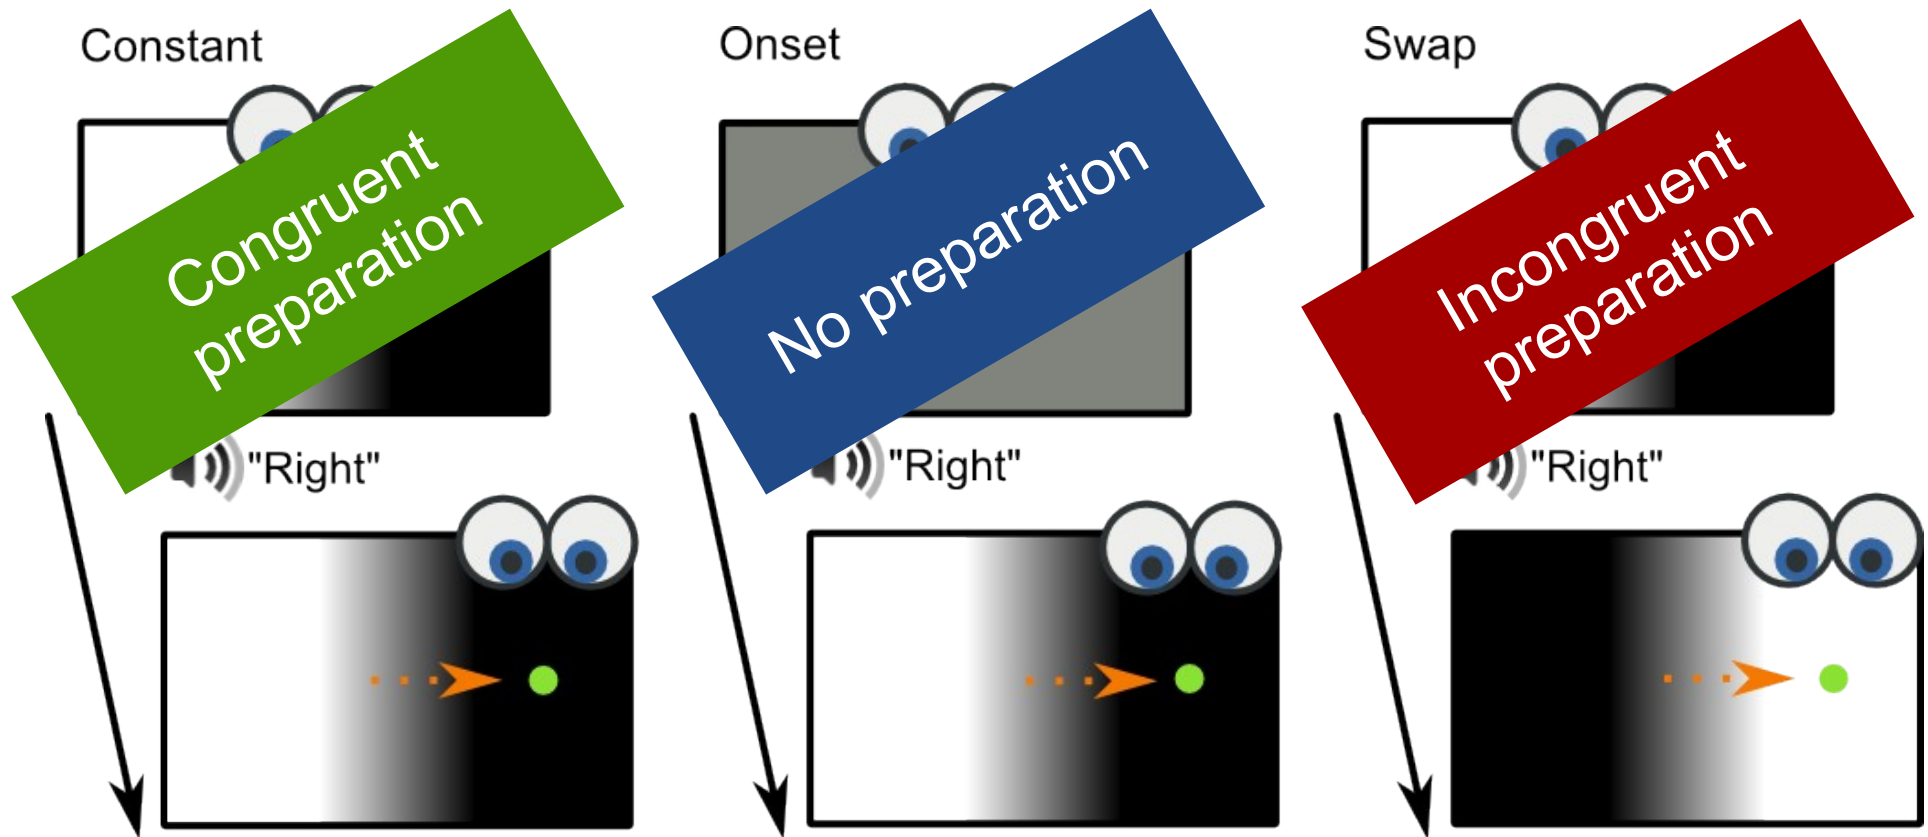 Constant
Congruent
preparation
"Right"
Onset
No preparation
"Right"
Swap
Incongruent
preparation
"Right"